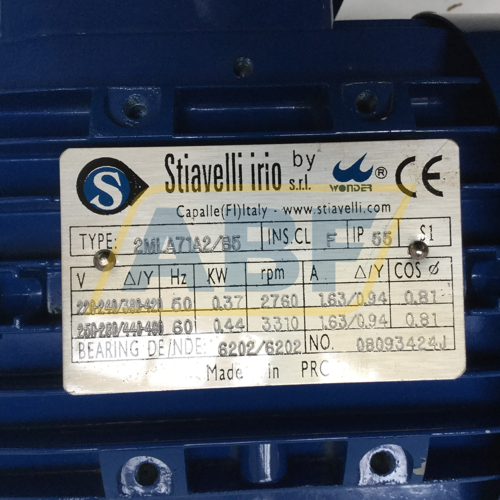 S Stiavelli irio by s.r.l. WONDER ® CE
Capalle(FI)Italy - www.stiavelli.com
TYPE: 2MLA71A2/B5 INS.CL F IP 55 S1
V Δ/Y Hz KW rpm A Δ/Y COS Ø
220-240/380-420 50 0.37 2760 1.63/0.94 0.81
250-280/440-480 60 0.44 3310 1.63/0.94 0.81
BEARING DE/NDE: 6202/6202 NO. 08093424J
Made in PRC
ABF